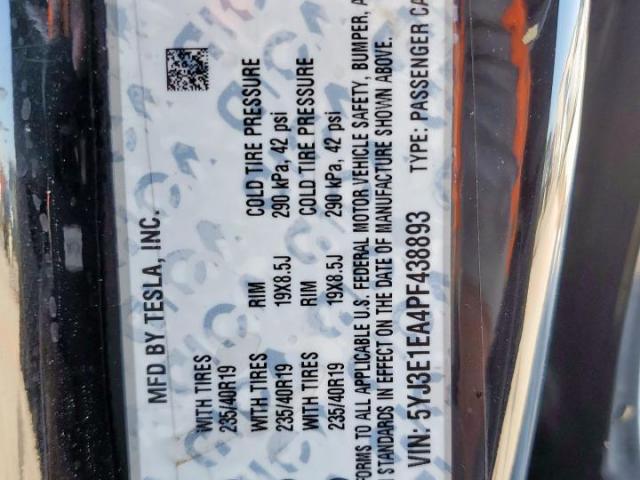 MFD BY TESLA, INC.
WITH TIRES
235/40R19
WITH TIRES RIM COLD TIRE PRESSURE
235/40R19 19X8.5J 290 kPa, 42 psi
WITH TIRES RIM COLD TIRE PRESSURE
235/40R19 19X8.5J 290 kPa, 42 psi
FORMS TO ALL APPLICABLE U.S. FEDERAL MOTOR VEHICLE SAFETY, BUMPER, A
STANDARDS IN EFFECT ON THE DATE OF MANUFACTURE SHOWN ABOVE.
VIN: 5YJ3E1EA4PF438893 TYPE: PASSENGER CA